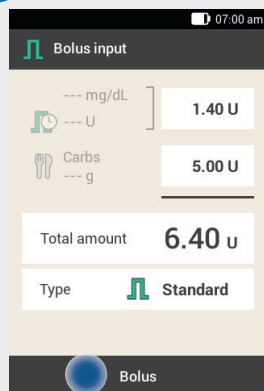 07:00 am
Bolus input
--- mg/dL
--- U
1.40 U
Carbs
--- g
5.00 U
Total amount 6.40 U
Type Standard
Bolus